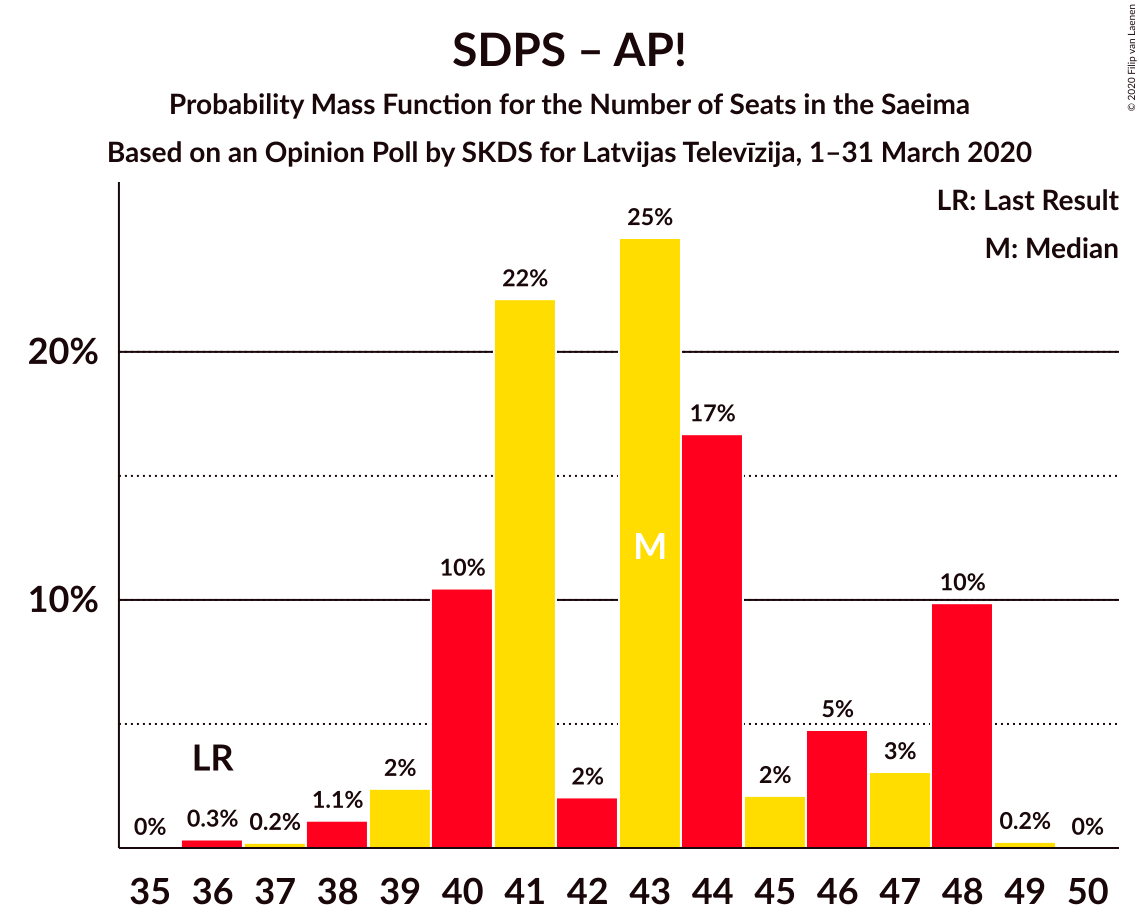 SDPS – AP!
Probability Mass Function for the Number of Seats in the Saeima
Based on an Opinion Poll by SKDS for Latvijas Televīzija, 1–31 March 2020
© 2020 Filip van Laenen
LR: Last Result
M: Median
20%
10%
0%
0.3%
0.2%
1.1%
2%
10%
22%
2%
25%
17%
2%
5%
3%
10%
0.2%
0%
LR
M
35 36 37 38 39 40 41 42 43 44 45 46 47 48 49 50